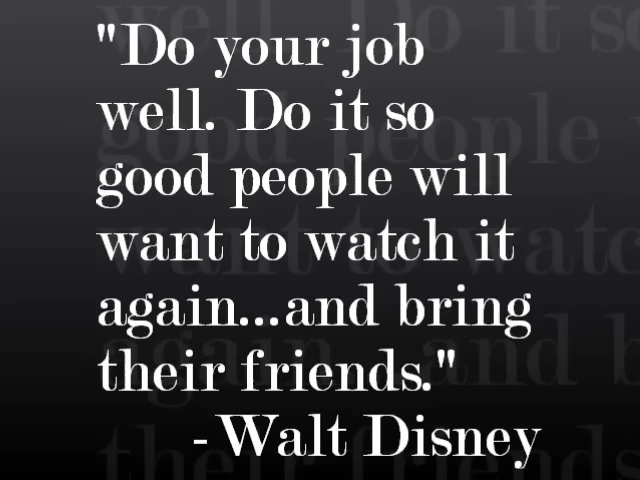 "Do your job
well. Do it so
good people will
want to watch it
again...and bring
their friends."
-Walt Disney